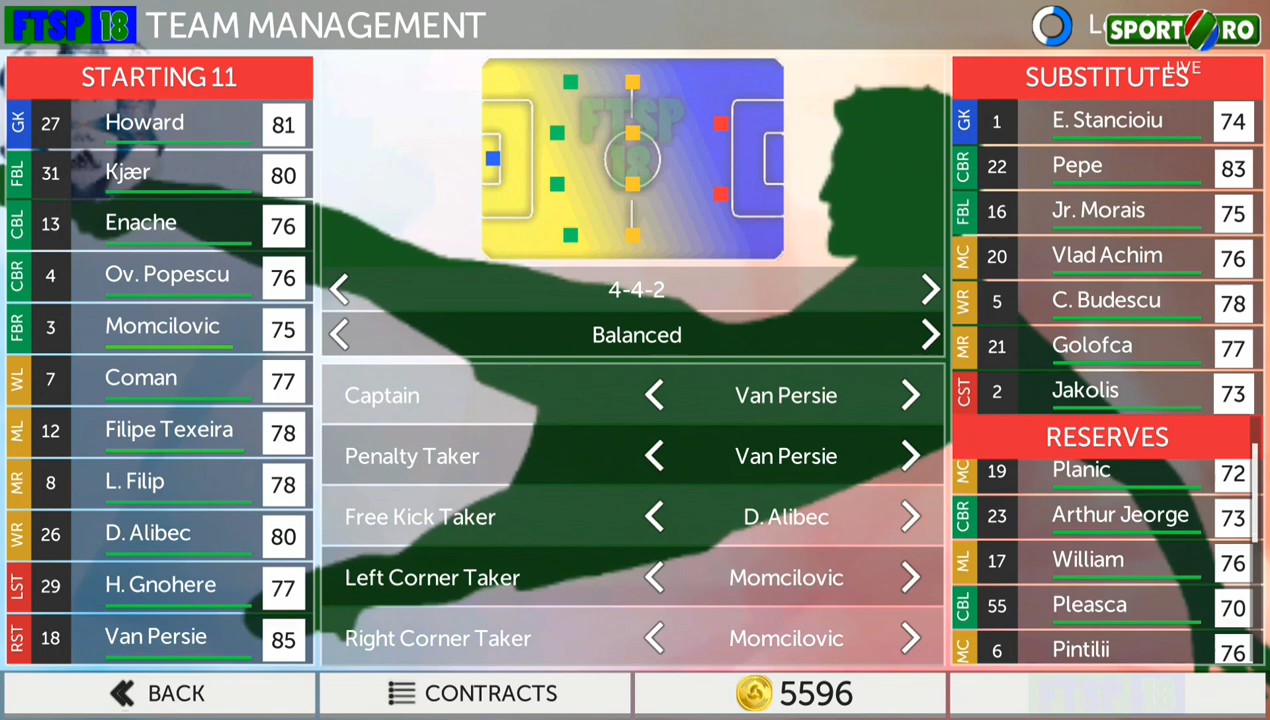 FTSP 18 TEAM MANAGEMENT
SPORT RO
LIVE
STARTING 11
GK 27 Howard 81
FBL 31 Kjær 80
CBL 13 Enache 76
CBR 4 Ov. Popescu 76
FBR 3 Momcilovic 75
WL 7 Coman 77
ML 12 Filipe Texeira 78
MR 8 L. Filip 78
WR 26 D. Alibec 80
LST 29 H. Gnohere 77
RST 18 Van Persie 85
FTSP
18
4-4-2
Balanced
Captain Van Persie
Penalty Taker Van Persie
Free Kick Taker D. Alibec
Left Corner Taker Momcilovic
Right Corner Taker Momcilovic
SUBSTITUTES
GK 1 E. Stancioiu 74
CBR 22 Pepe 83
FBL 16 Jr. Morais 75
MC 20 Vlad Achim 76
WR 5 C. Budescu 78
MR 21 Golofca 77
CST 2 Jakolis 73
RESERVES
MC 19 Planic 72
CBR 23 Arthur Jeorge 73
ML 17 William 76
CBL 55 Pleasca 70
MC 6 Pintilii 76
BACK CONTRACTS 5596
FTSP 18